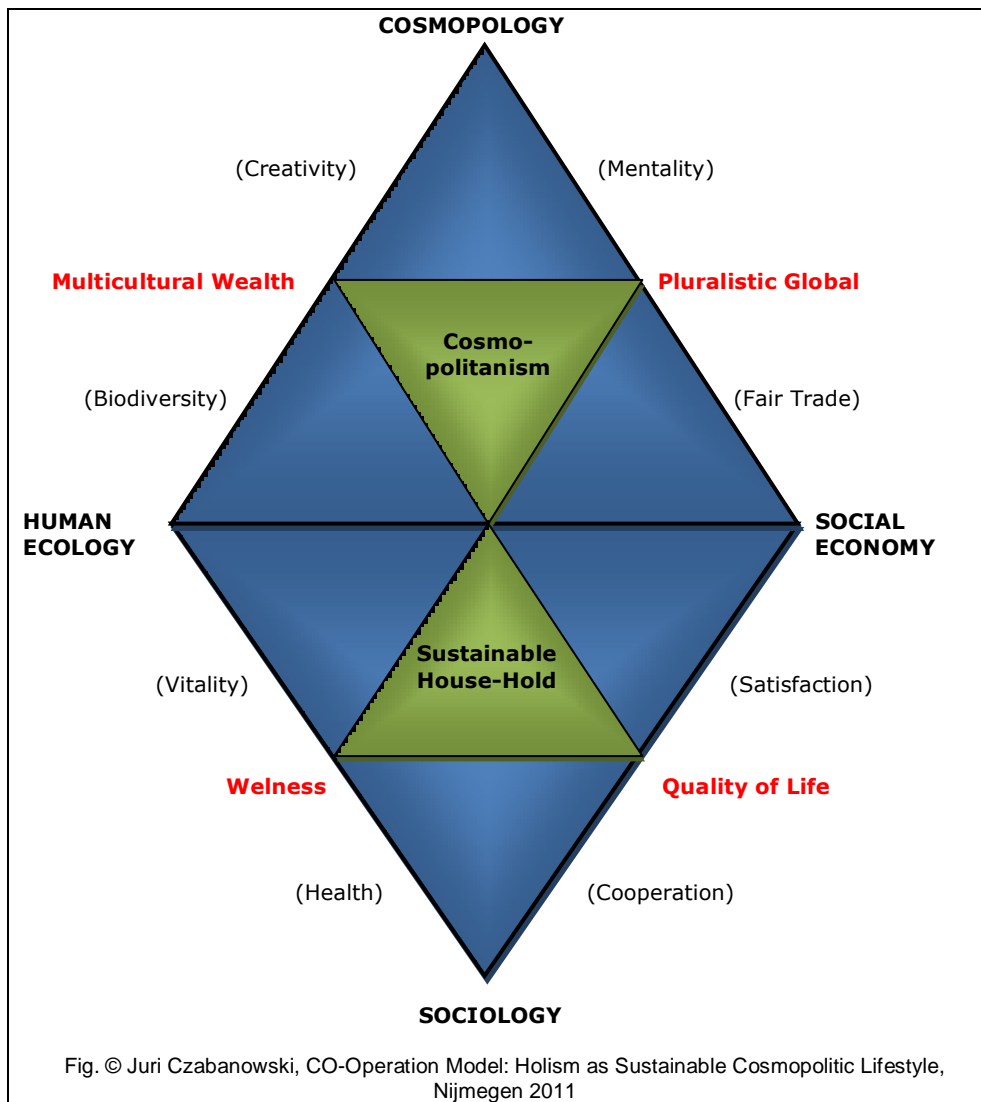 COSMOPOLOGY
(Creativity)
(Mentality)
Multicultural Wealth
Pluralistic Global
Cosmo-
politanism
(Biodiversity)
(Fair Trade)
HUMAN
ECOLOGY
SOCIAL
ECONOMY
Sustainable
House-Hold
(Vitality)
(Satisfaction)
Welness
Quality of Life
(Health)
(Cooperation)
SOCIOLOGY
Fig. © Juri Czabanowski, CO-Operation Model: Holism as Sustainable Cosmopolitic Lifestyle,
Nijmegen 2011